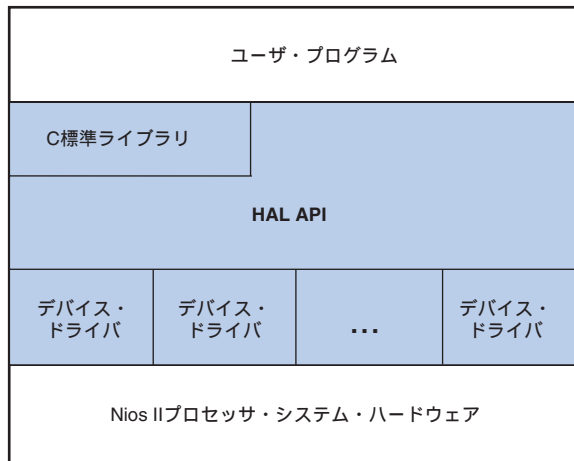 ユーザ・プログラム
C標準ライブラリ
HAL API
デバイス・
ドライバ
デバイス・
ドライバ
...
デバイス・
ドライバ
Nios IIプロセッサ・システム・ハードウェア